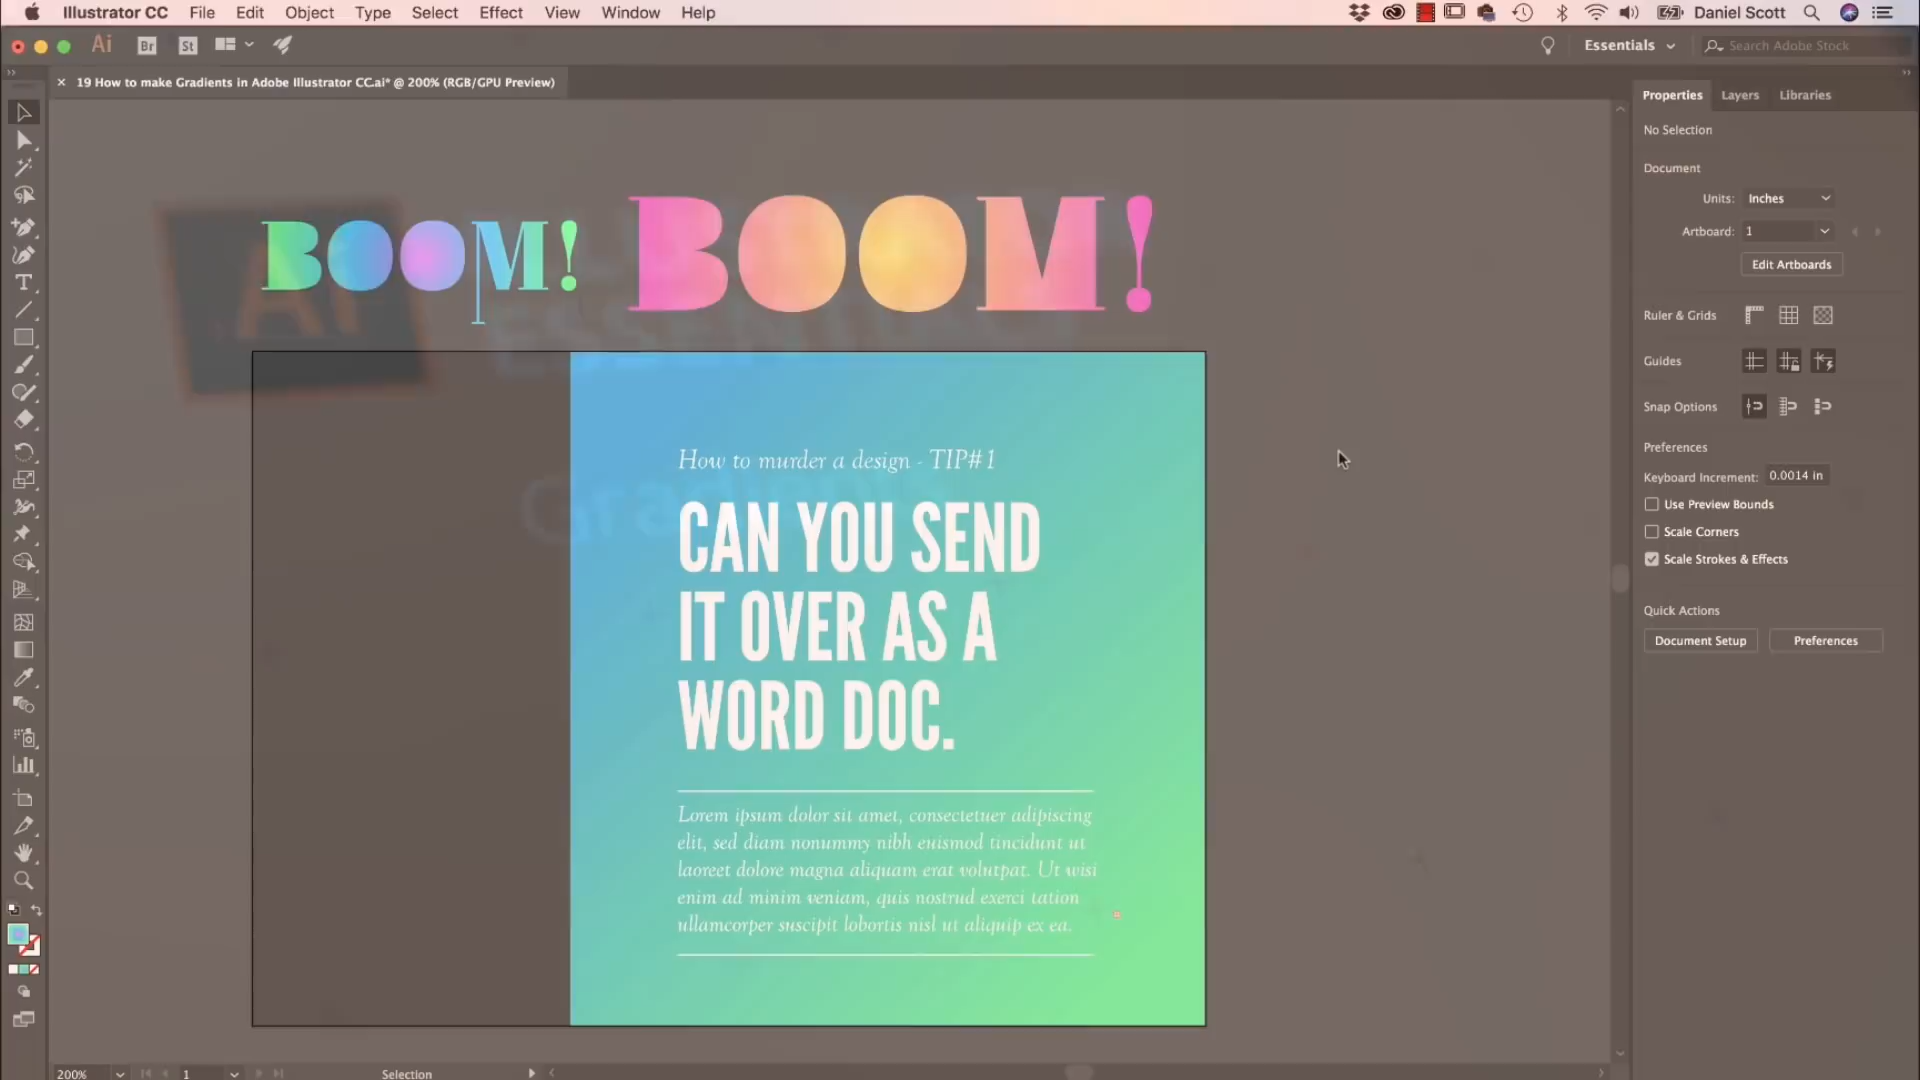 Illustrator CC File Edit Object Type Select Effect View Window Help Daniel Scott
Ai Br St Essentials Search Adobe Stock
× 19 How to make Gradients in Adobe Illustrator CC.ai* @ 200% (RGB/GPU Preview)
Properties Layers Libraries
No Selection
Document
Units: Inches
Artboard: 1
Edit Artboards
Ruler & Grids
Guides
Snap Options
Preferences
Keyboard Increment: 0.0014 in
Use Preview Bounds
Scale Corners
Scale Strokes & Effects
Quick Actions
Document Setup Preferences
BOOM! BOOM!
Ai
ESSENTIALS
Gradients
How to murder a design - TIP#1
CAN YOU SEND
IT OVER AS A
WORD DOC.
Lorem ipsum dolor sit amet, consectetuer adipiscing
elit, sed diam nonummy nibh euismod tincidunt ut
laoreet dolore magna aliquam erat volutpat. Ut wisi
enim ad minim veniam, quis nostrud exerci tation
ullamcorper suscipit lobortis nisl ut aliquip ex ea.
200% 1 Selection